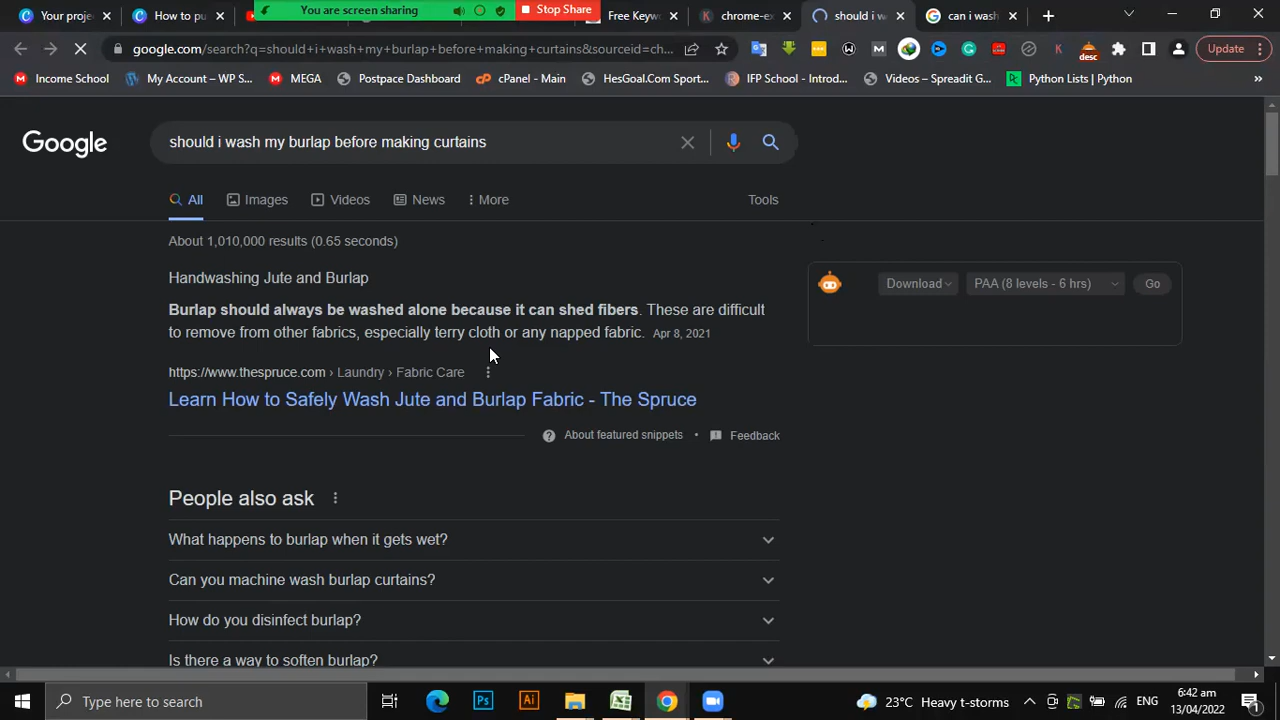 Your proje
How to pu
You are screen sharing
Stop Share
Free Keywo
chrome-ex
should i w
can i wash
google.com/search?q=should+i+wash+my+burlap+before+making+curtains&sourceid=ch...
desc
Update
Income School
My Account – WP S...
MEGA
Postpace Dashboard
cPanel - Main
HesGoal.Com Sport...
IFP School - Introd...
Videos – Spreadit G...
Python Lists | Pytho...
»
Google
should i wash my burlap before making curtains
All
Images
Videos
News
More
Tools
About 1,010,000 results (0.65 seconds)
Handwashing Jute and Burlap
Burlap should always be washed alone because it can shed fibers. These are difficult
to remove from other fabrics, especially terry cloth or any napped fabric. Apr 8, 2021
https://www.thespruce.com › Laundry › Fabric Care
Learn How to Safely Wash Jute and Burlap Fabric - The Spruce
About featured snippets • Feedback
Download
PAA (8 levels - 6 hrs)
Go
People also ask
What happens to burlap when it gets wet?
Can you machine wash burlap curtains?
How do you disinfect burlap?
Is there a way to soften burlap?
Type here to search
Ps
Ai
23°C Heavy t-storms
ENG
6:42 am
13/04/2022
1